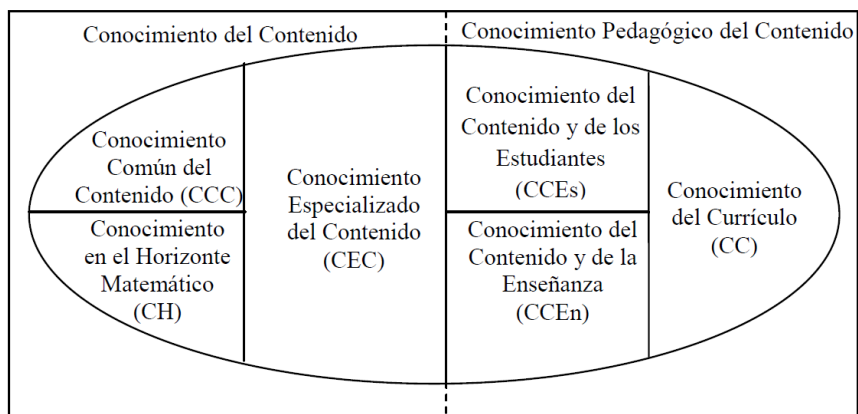 Conocimiento del Contenido
Conocimiento Pedagógico del Contenido
Conocimiento
Común del
Contenido (CCC)
Conocimiento
en el Horizonte
Matemático
(CH)
Conocimiento
Especializado
del Contenido
(CEC)
Conocimiento del
Contenido y de los
Estudiantes
(CCEs)
Conocimiento del
Contenido y de la
Enseñanza
(CCEn)
Conocimiento
del Currículo
(CC)